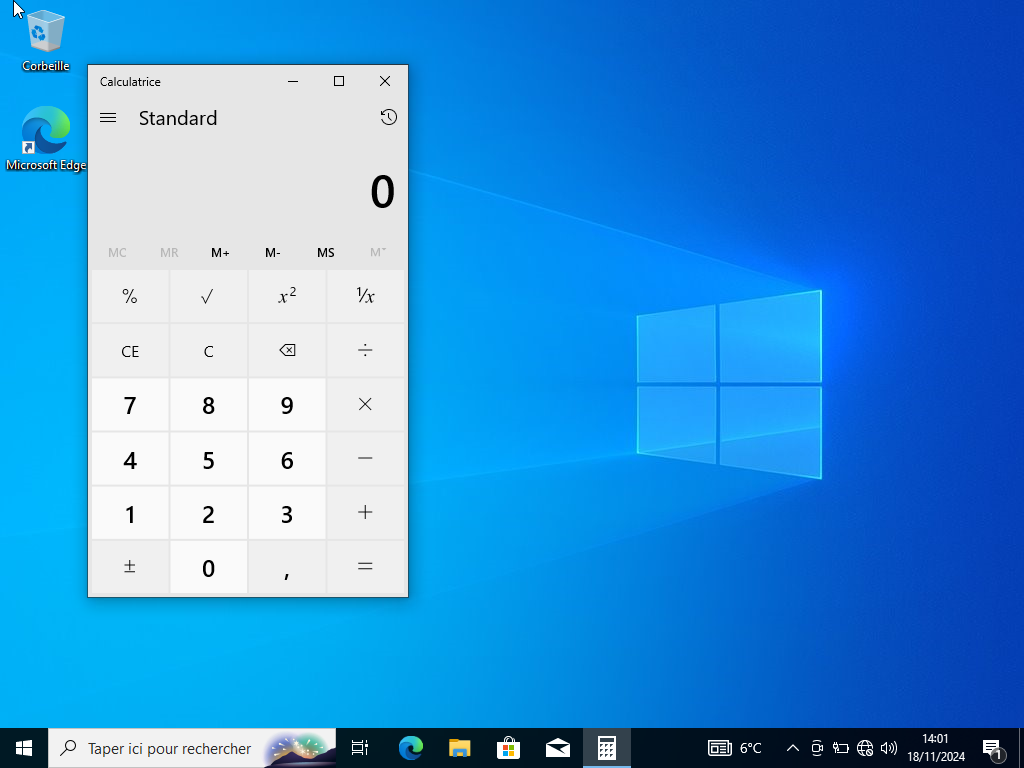 Corbeille
Microsoft Edge
Calculatrice
Standard
0
MC MR M+ M- MS M˅
% √ x² ¹/x
CE C ÷
7 8 9 ×
4 5 6 −
1 2 3 +
± 0 , =
Taper ici pour rechercher
6°C
14:01
18/11/2024
1